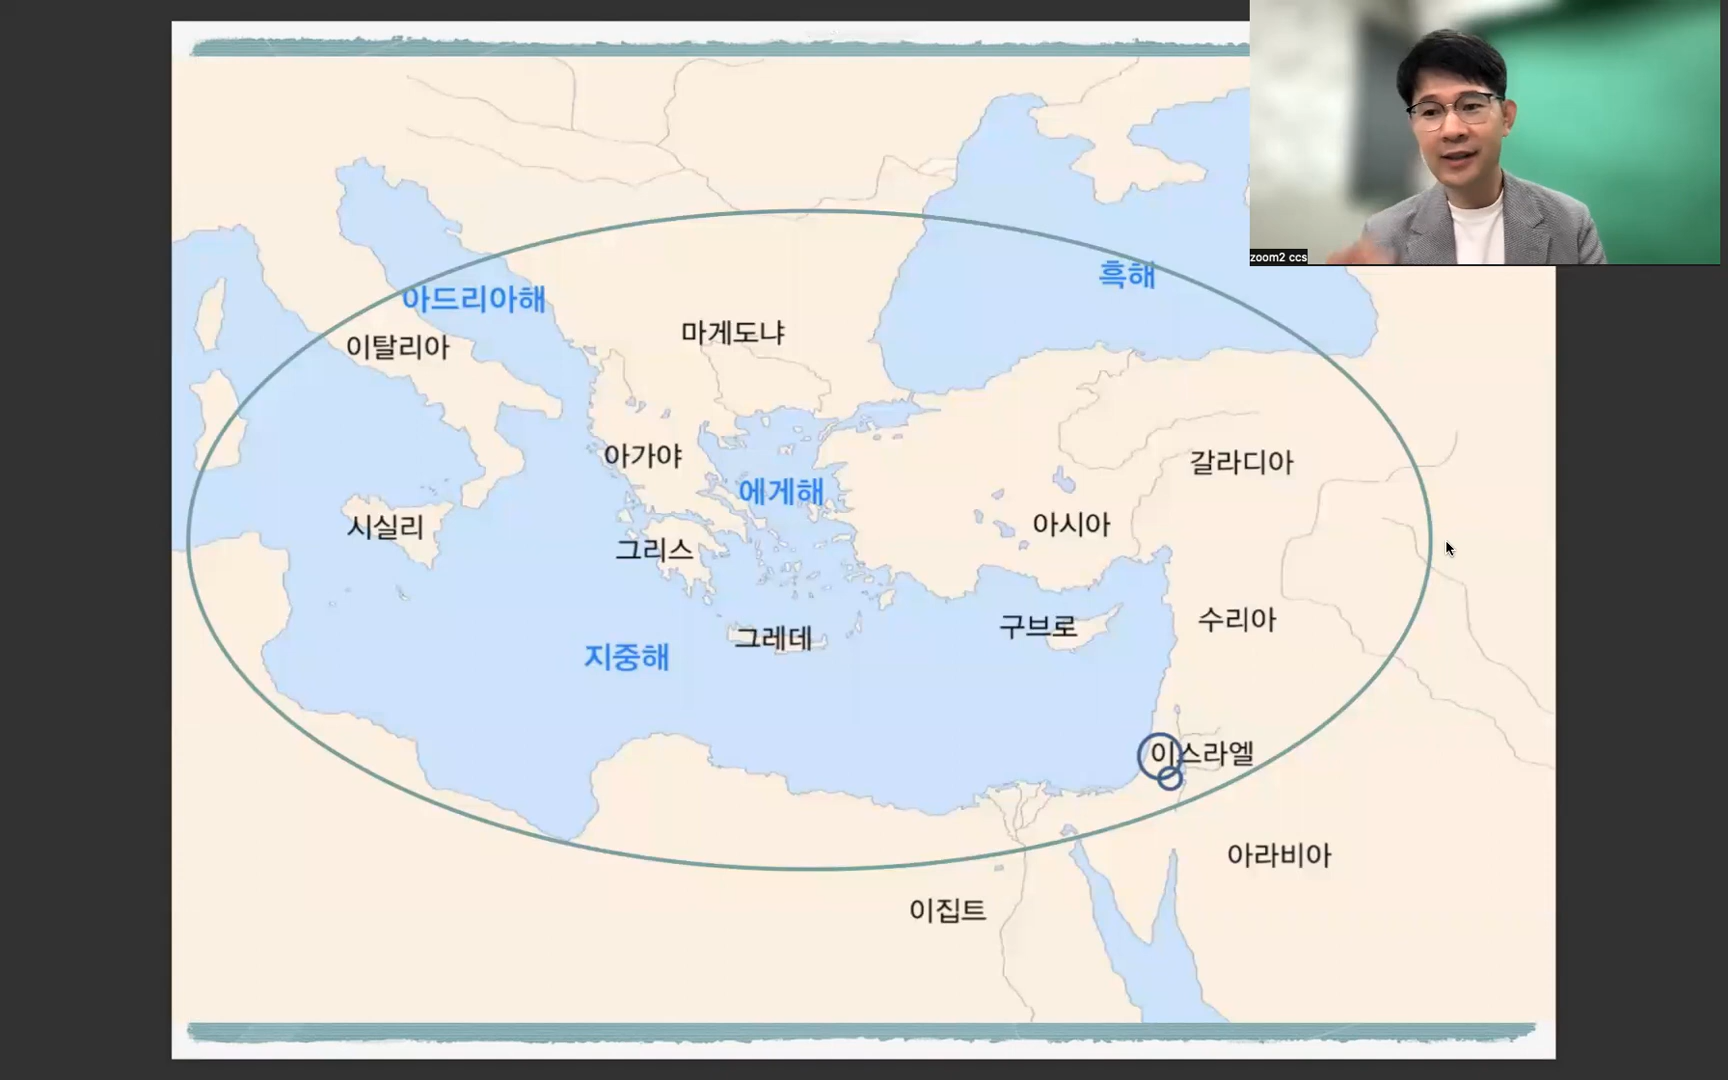 zoom2 ccs
흑해
아드리아해
마게도냐
이탈리아
아가야
갈라디아
에게해
시실리
아시아
그리스
수리아
구브로
그레데
지중해
이스라엘
아라비아
이집트